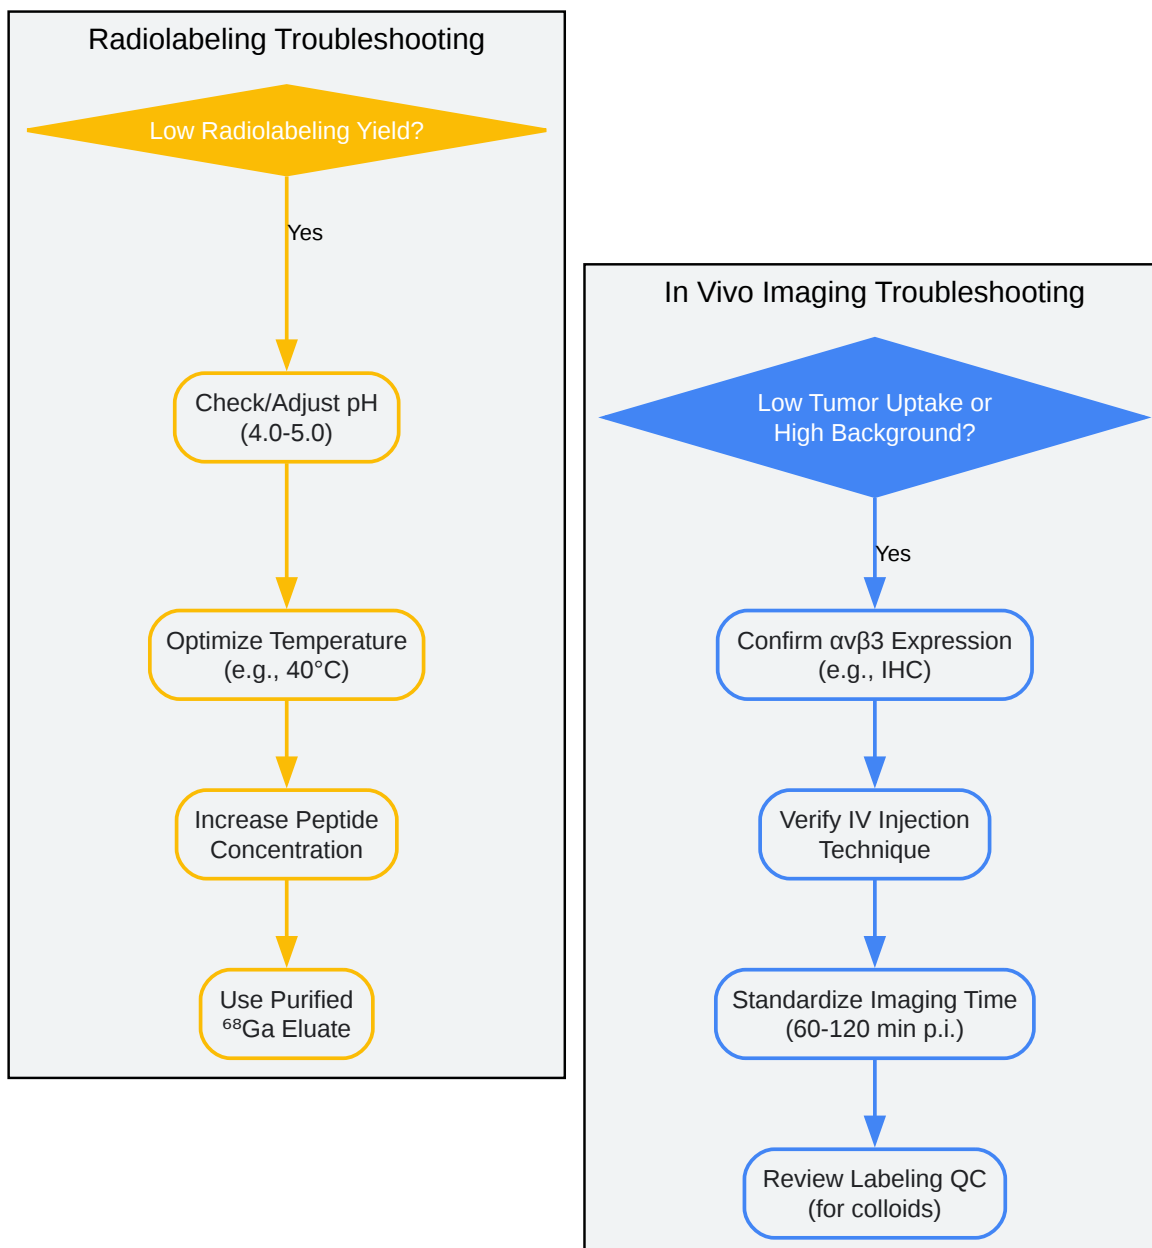 Radiolabeling Troubleshooting
Low Radiolabeling Yield?
Yes
Check/Adjust pH
(4.0-5.0)
Optimize Temperature
(e.g., 40°C)
Increase Peptide
Concentration
Use Purified
⁶⁸Ga Eluate
In Vivo Imaging Troubleshooting
Low Tumor Uptake or
High Background?
Yes
Confirm αvβ3 Expression
(e.g., IHC)
Verify IV Injection
Technique
Standardize Imaging Time
(60-120 min p.i.)
Review Labeling QC
(for colloids)